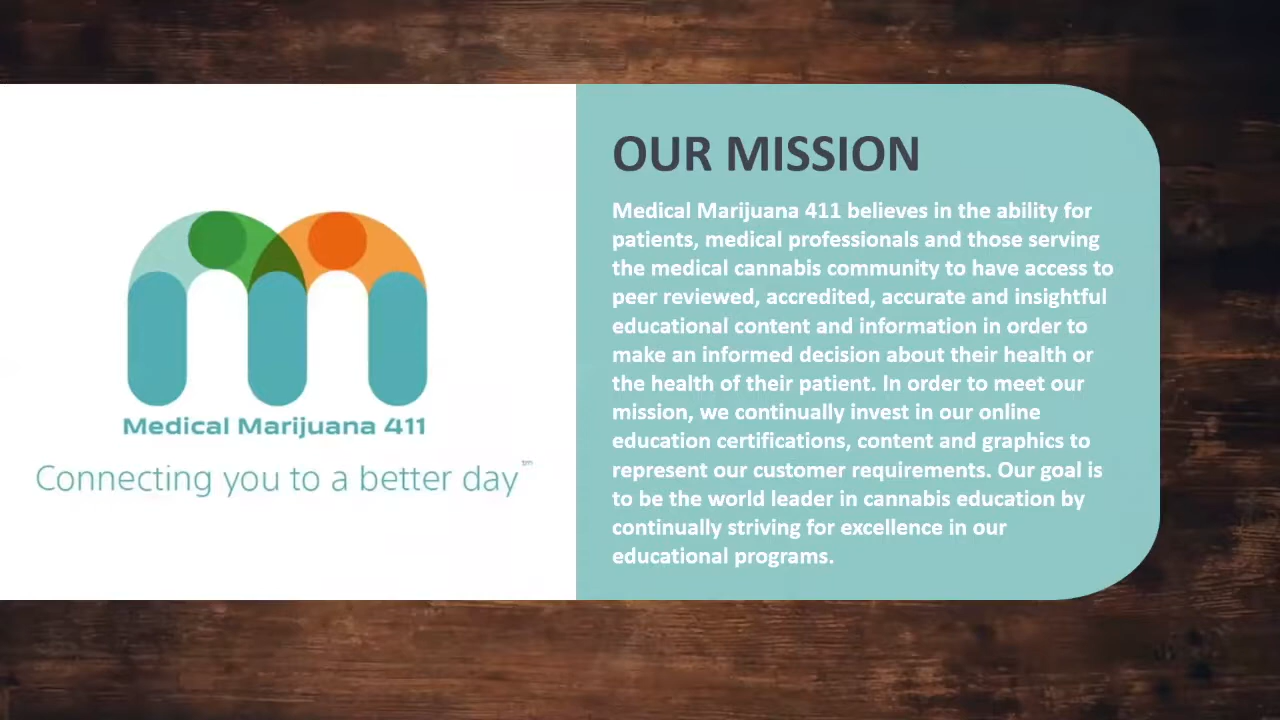 Medical Marijuana 411
Connecting you to a better day℠
OUR MISSION
Medical Marijuana 411 believes in the ability for
patients, medical professionals and those serving
the medical cannabis community to have access to
peer reviewed, accredited, accurate and insightful
educational content and information in order to
make an informed decision about their health or
the health of their patient. In order to meet our
mission, we continually invest in our online
education certifications, content and graphics to
represent our customer requirements. Our goal is
to be the world leader in cannabis education by
continually striving for excellence in our
educational programs.